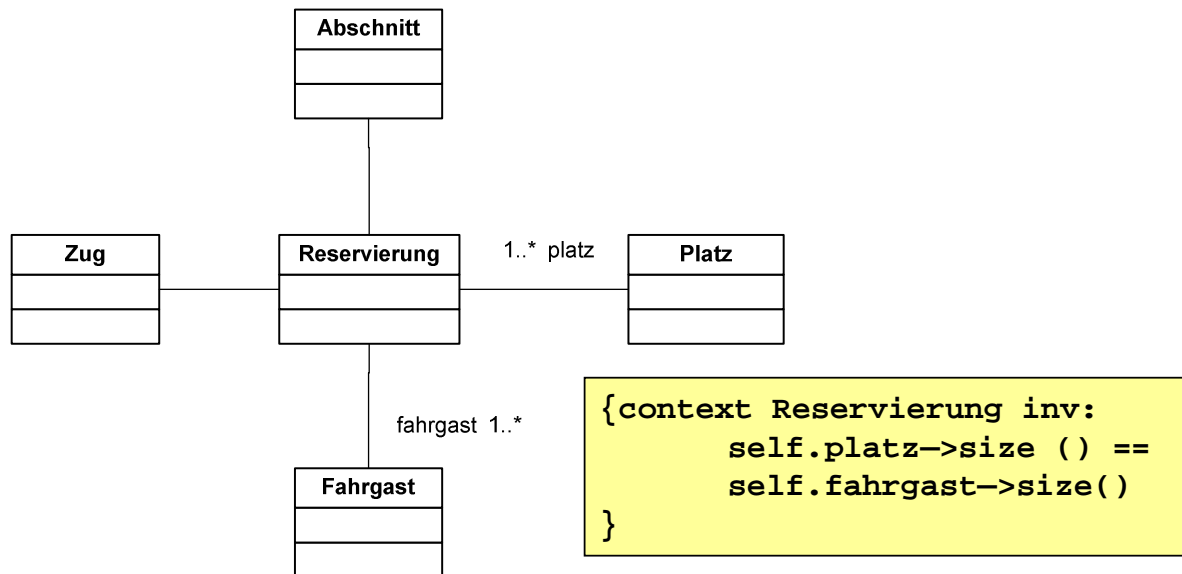 Abschnitt
Zug
Reservierung
1..* platz
Platz
fahrgast 1..*
Fahrgast
{context Reservierung inv:
self.platz—>size () ==
self.fahrgast—>size()
}